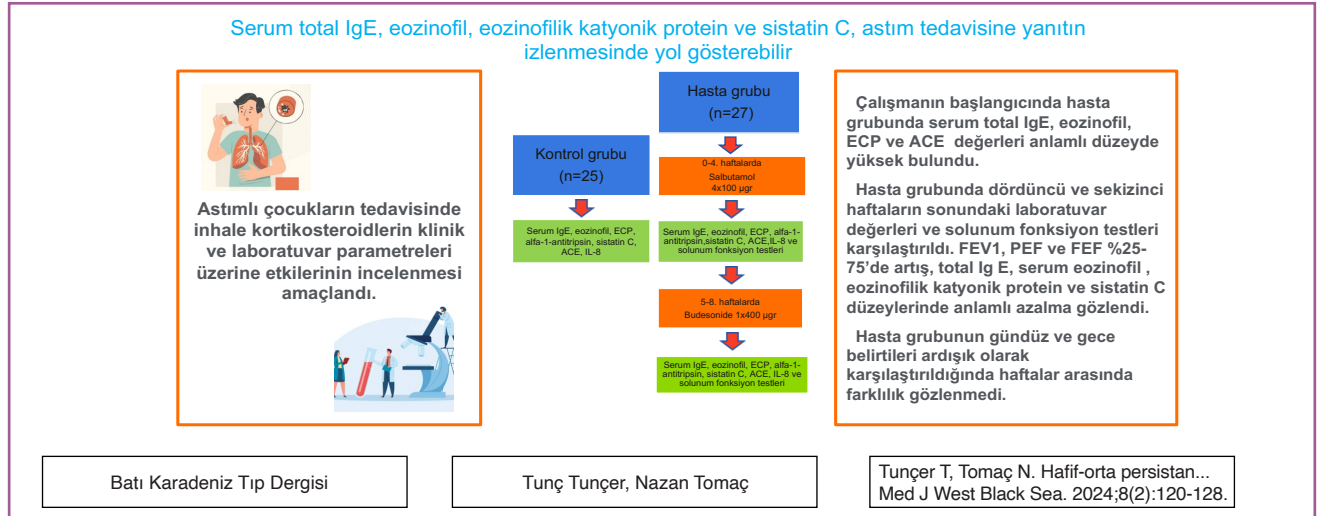 Serum total IgE, eozinofil, eozinofilik katyonik protein ve sistatin C, astım tedavisine yanıtın
izlenmesinde yol gösterebilir
Astımlı çocukların tedavisinde
inhale kortikosteroidlerin klinik
ve laboratuvar parametreleri
üzerine etkilerinin incelenmesi
amaçlandı.
Kontrol grubu
(n=25)
Serum IgE, eozinofil, ECP,
alfa-1-antitripsin, sistatin C,
ACE, IL-8
Hasta grubu
(n=27)
0-4. haftalarda
Salbutamol
4x100 µgr
Serum IgE, eozinofil, ECP, alfa-1-
antitripsin,sistatin C, ACE,IL-8 ve
solunum fonksiyon testleri
5-8. haftalarda
Budesonide 1x400 µgr
Serum IgE, eozinofil, ECP, alfa-1-
antitripsin, sistatin C, ACE, IL-8 ve
solunum fonksiyon testleri
Çalışmanın başlangıcında hasta
grubunda serum total IgE, eozinofil,
ECP ve ACE değerleri anlamlı düzeyde
yüksek bulundu.
Hasta grubunda dördüncü ve sekizinci
haftaların sonundaki laboratuvar
değerleri ve solunum fonksiyon testleri
karşılaştırıldı. FEV1, PEF ve FEF %25-
75'de artış, total Ig E, serum eozinofil ,
eozinofilik katyonik protein ve sistatin C
düzeylerinde anlamlı azalma gözlendi.
Hasta grubunun gündüz ve gece
belirtileri ardışık olarak
karşılaştırıldığında haftalar arasında
farklılık gözlenmedi.
Batı Karadeniz Tıp Dergisi
Tunç Tunçer, Nazan Tomaç
Tunçer T, Tomaç N. Hafif-orta persistan...
Med J West Black Sea. 2024;8(2):120-128.